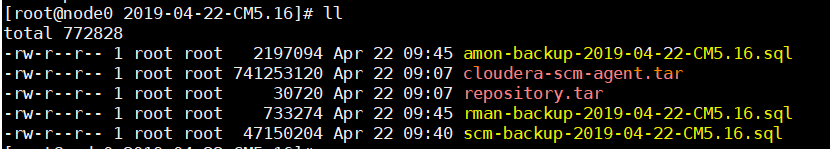 [root@node0 2019-04-22-CM5.16]# ll
total 772828
-rw-r--r-- 1 root root   2197094 Apr 22 09:45 amon-backup-2019-04-22-CM5.16.sql
-rw-r--r-- 1 root root 741253120 Apr 22 09:07 cloudera-scm-agent.tar
-rw-r--r-- 1 root root     30720 Apr 22 09:07 repository.tar
-rw-r--r-- 1 root root    733274 Apr 22 09:45 rman-backup-2019-04-22-CM5.16.sql
-rw-r--r-- 1 root root  47150204 Apr 22 09:40 scm-backup-2019-04-22-CM5.16.sql